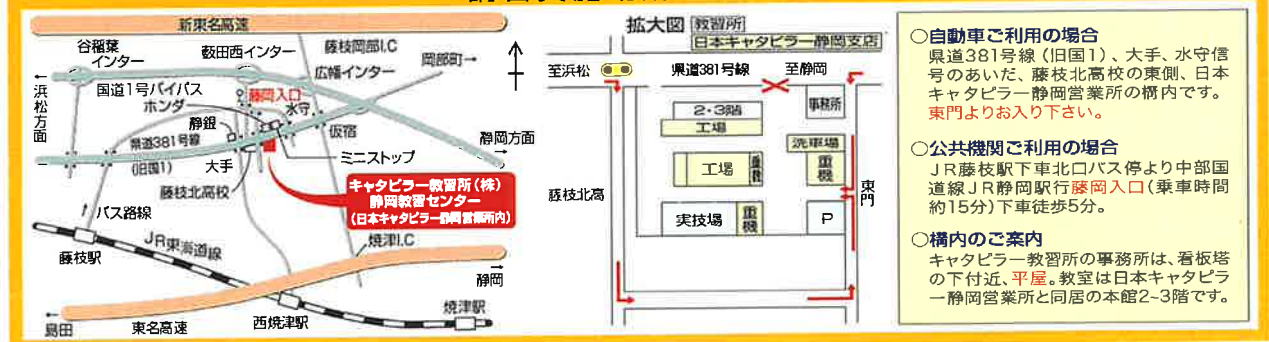 新東名高速
谷稲葉
インター
薮田西インター
藤枝岡部I.C
岡部町→
広幡インター
←浜松方面
国道1号バイパス
藤岡入口
ホンダ
水守
静銀
仮宿
県道381号線
(旧国1)
大手
ミニストップ
静岡方面
→
藤枝北高校
キャタピラー教習所(株)
静岡教習センター
(日本キャタピラー静岡営業所内)
バス路線
藤枝駅
JR東海道線
焼津I.C
静岡
→
焼津駅
西焼津駅
東名高速
←
島田
拡大図
教習所
日本キャタピラー静岡支店
至浜松
県道381号線
至静岡
事務所
2・3階
工場
洗車場
工場
重機
重機
藤枝北高
東門
実技場
重機
P
○自動車ご利用の場合
県道381号線(旧国1)、大手、水守信
号のあいだ、藤枝北高校の東側、日本
キャタピラー静岡営業所の構内です。
東門よりお入り下さい。
○公共機関ご利用の場合
JR藤枝駅下車北口バス停より中部国
道線JR静岡駅行藤岡入口(乗車時間
約15分)下車徒歩5分。
○構内のご案内
キャタピラー教習所の事務所は、看板塔
の下付近、平屋。教室は日本キャタピラ
ー静岡営業所と同居の本館2~3階です。